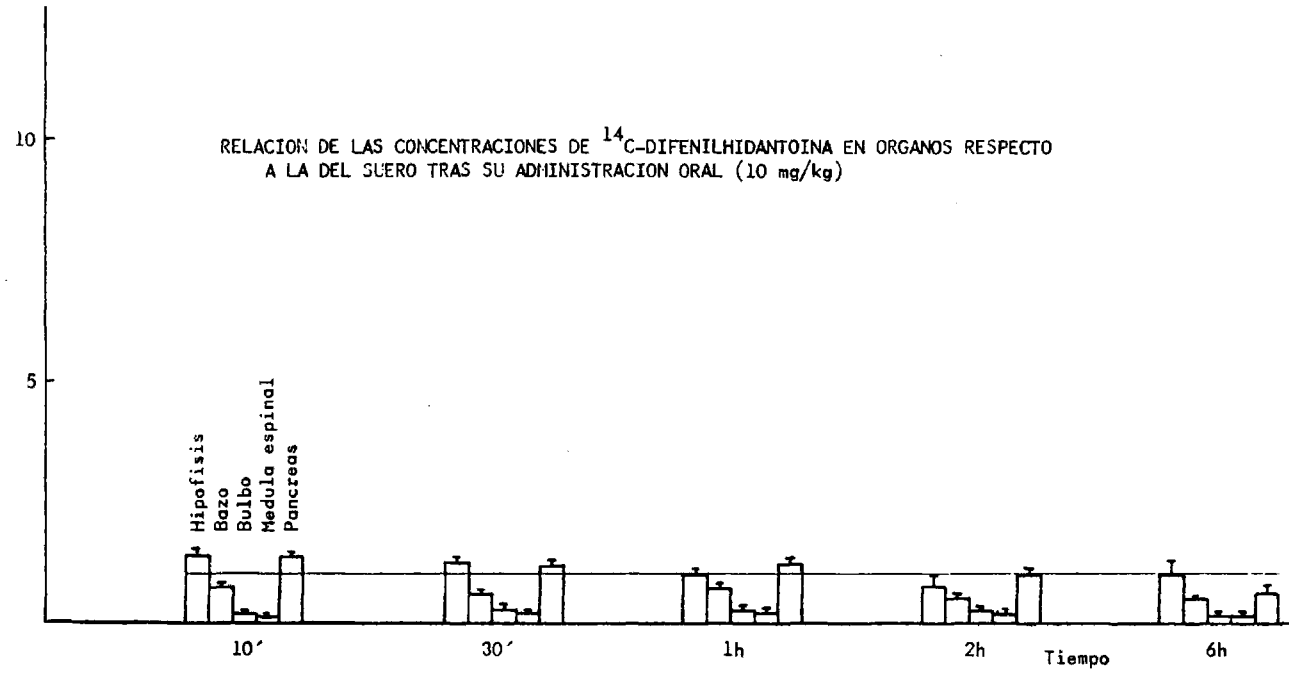 10
RELACION DE LAS CONCENTRACIONES DE 14C-DIFENILHIDANTOINA EN ORGANOS RESPECTO
A LA DEL SUERO TRAS SU ADMINISTRACION ORAL (10 mg/kg)
5
Hipofisis
Bazo
Bulbo
Medula espinal
Pancreas
10´
30´
1h
2h
6h
Tiempo